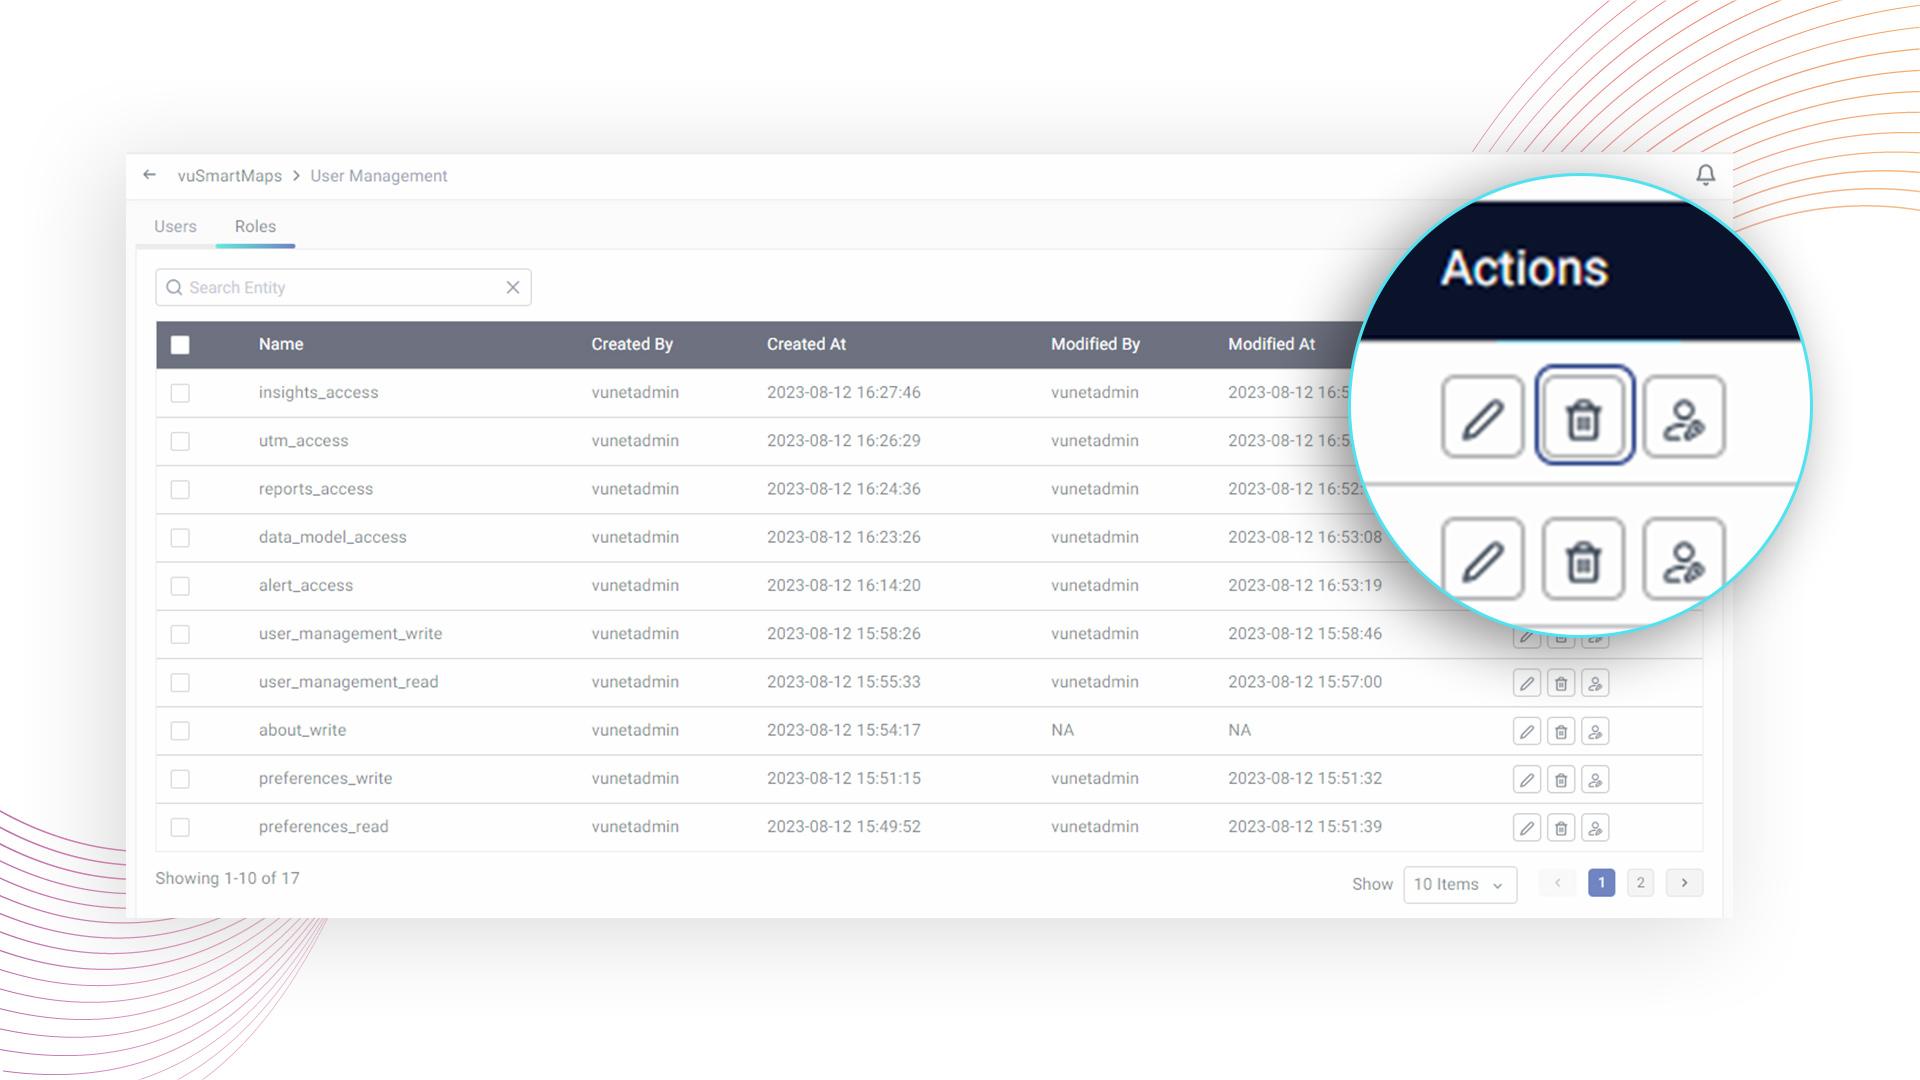 vuSmartMaps > User Management
Users Roles
Search Entity
Actions
Name Created By Created At Modified By Modified At
insights_access vunetadmin 2023-08-12 16:27:46 vunetadmin 2023-08-12
utm_access vunetadmin 2023-08-12 16:26:29 vunetadmin 2023-08-12
reports_access vunetadmin 2023-08-12 16:24:36 vunetadmin 2023-08-12 16:52:
data_model_access vunetadmin 2023-08-12 16:23:26 vunetadmin 2023-08-12 16:53:08
alert_access vunetadmin 2023-08-12 16:14:20 vunetadmin 2023-08-12 16:53:19
user_management_write vunetadmin 2023-08-12 15:58:26 vunetadmin 2023-08-12 15:58:46
user_management_read vunetadmin 2023-08-12 15:55:33 vunetadmin 2023-08-12 15:57:00
about_write vunetadmin 2023-08-12 15:54:17 NA NA
preferences_write vunetadmin 2023-08-12 15:51:15 vunetadmin 2023-08-12 15:51:32
preferences_read vunetadmin 2023-08-12 15:49:52 vunetadmin 2023-08-12 15:51:39
Showing 1-10 of 17 Show 10 Items < 1 2 >